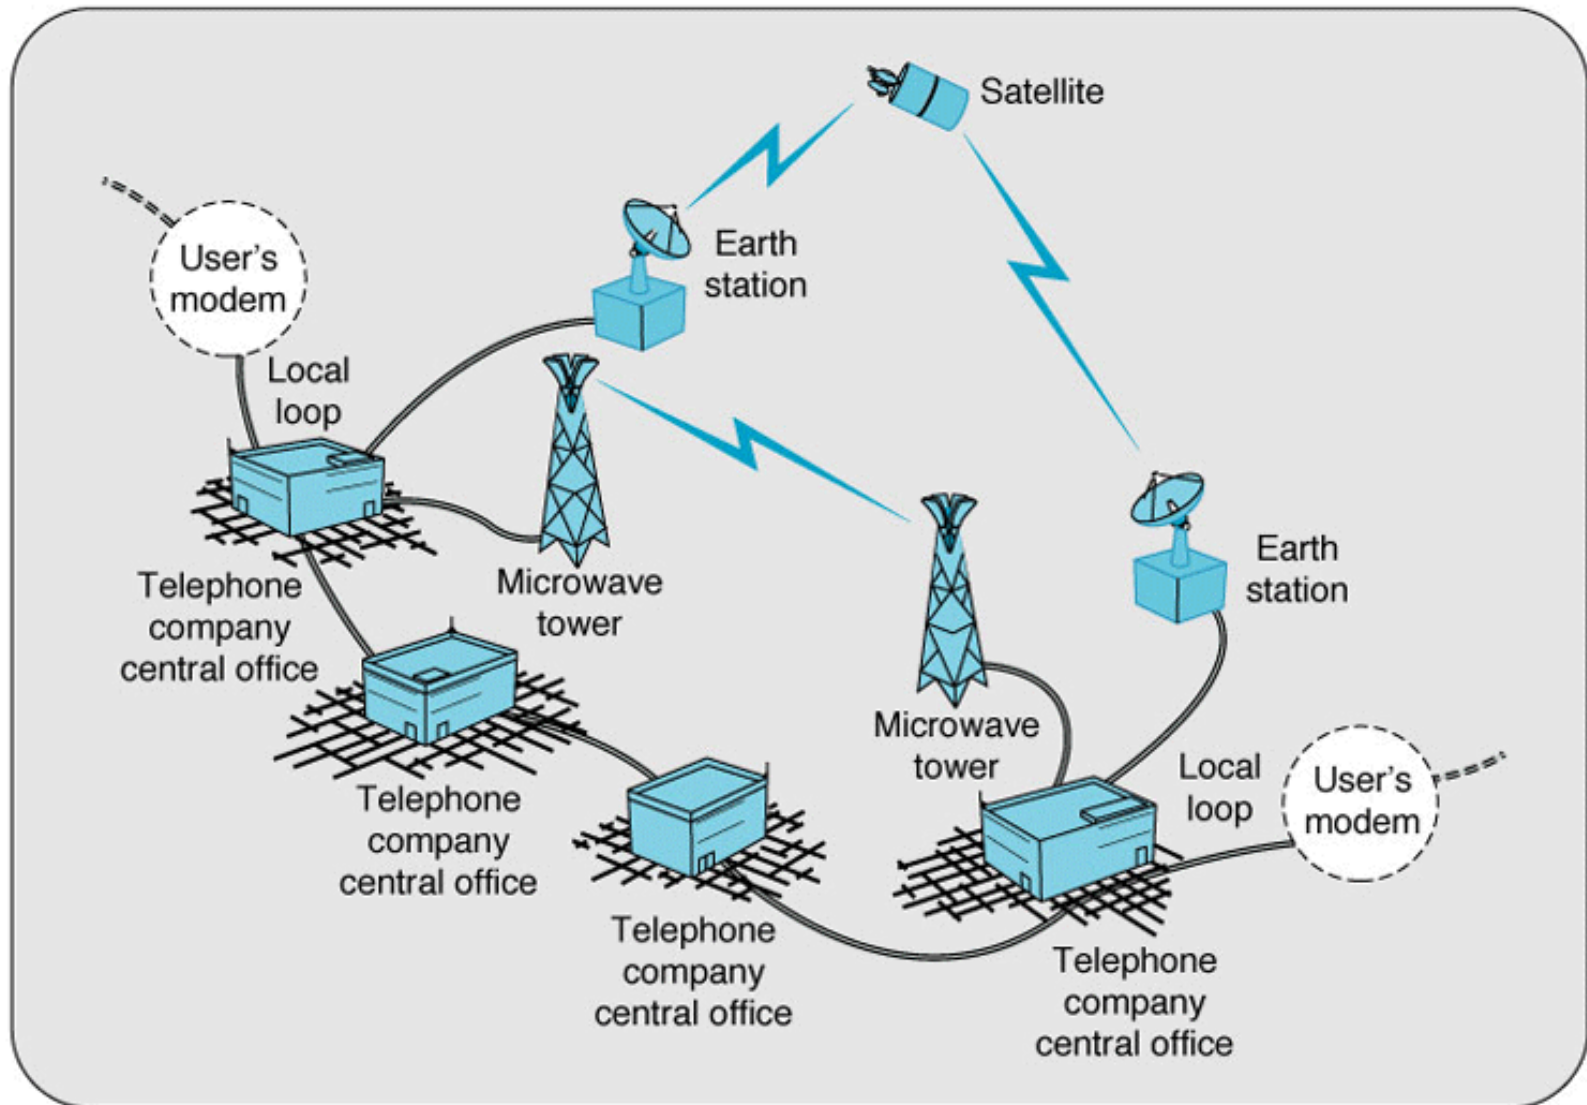 Satellite
Earth
station
User's
modem
Local
loop
Microwave
tower
Telephone
company
central office
Earth
station
Telephone
company
central office
Microwave
tower
Local
loop
User's
modem
Telephone
company
central office
Telephone
company
central office